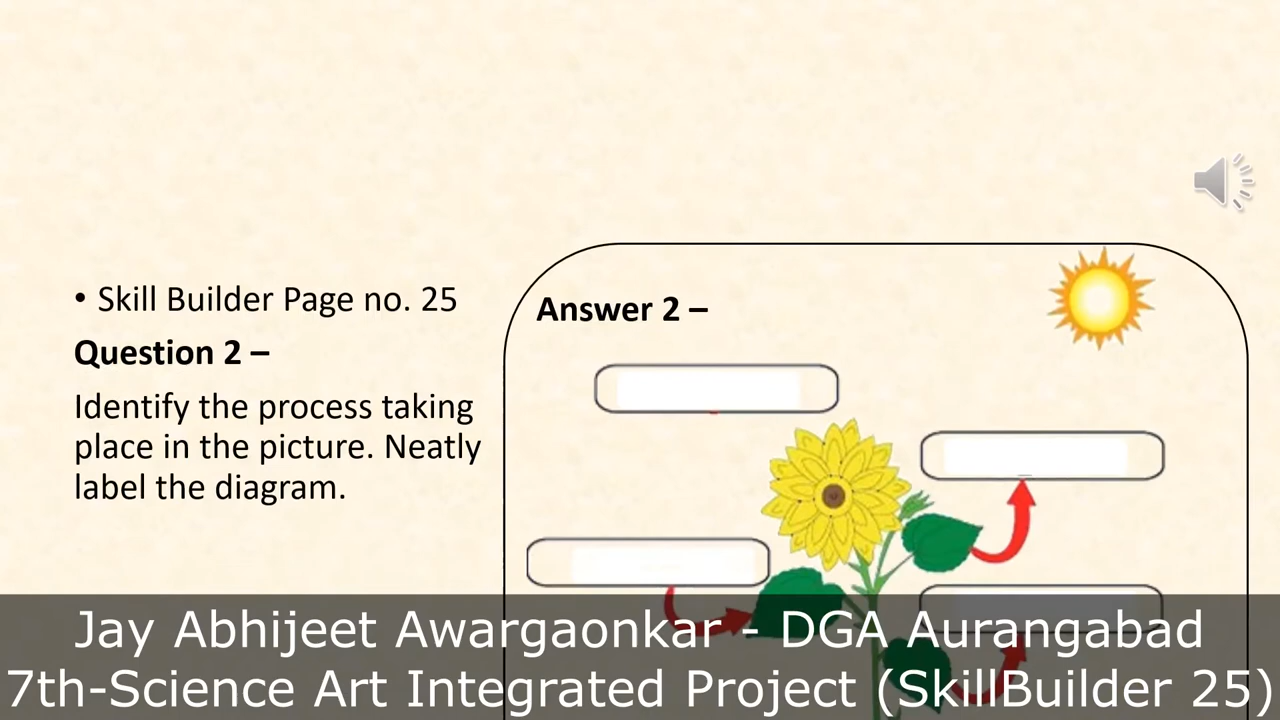 • Skill Builder Page no. 25
Question 2 –
Identify the process taking
place in the picture. Neatly
label the diagram.
Answer 2 –
Jay Abhijeet Awargaonkar - DGA Aurangabad
7th-Science Art Integrated Project (SkillBuilder 25)